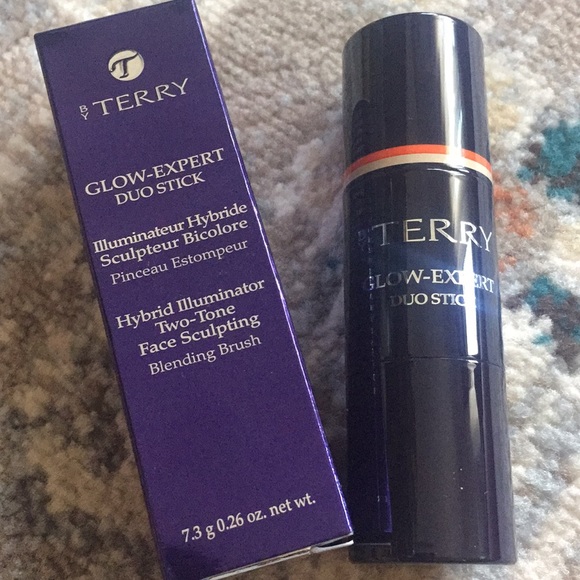 T
BY TERRY
GLOW-EXPERT
DUO STICK
Illuminateur Hybride
Sculpteur Bicolore
Pinceau Estompeur
Hybrid Illuminator
Two-Tone
Face Sculpting
Blending Brush
7.3 g 0.26 oz. net wt.
BY TERRY
GLOW-EXPERT
DUO STICK